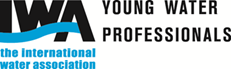 IWA
YOUNG WATER
PROFESSIONALS
the international
water association